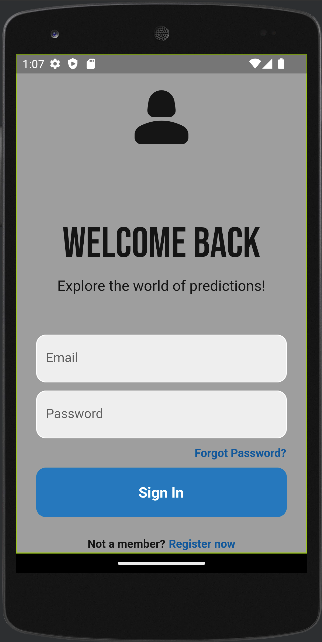 1:07
WELCOME BACK
Explore the world of predictions!
Email
Password
Forgot Password?
Sign In
Not a member? Register now